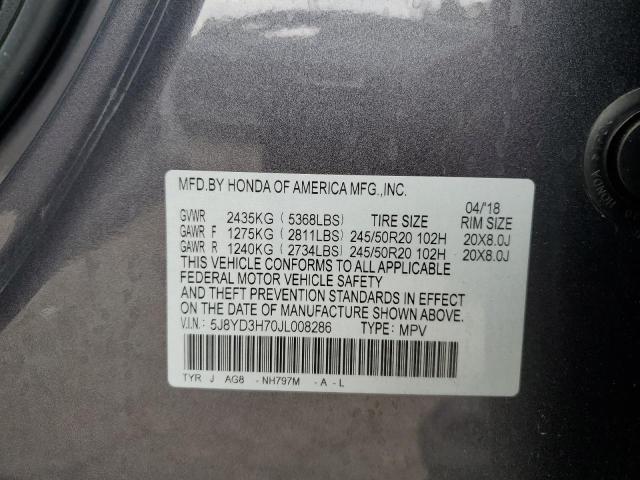 MFD.BY HONDA OF AMERICA MFG.,INC.
04/'18
GVWR 2435KG ( 5368LBS) TIRE SIZE RIM SIZE
GAWR F 1275KG ( 2811LBS) 245/50R20 102H 20X8.0J
GAWR R 1240KG ( 2734LBS) 245/50R20 102H 20X8.0J
THIS VEHICLE CONFORMS TO ALL APPLICABLE
FEDERAL MOTOR VEHICLE SAFETY
AND THEFT PREVENTION STANDARDS IN EFFECT
ON THE DATE OF MANUFACTURE SHOWN ABOVE.
V.I.N.: 5J8YD3H70JL008286 TYPE: MPV
TYR J AG8 - NH797M - A - L
HONDA